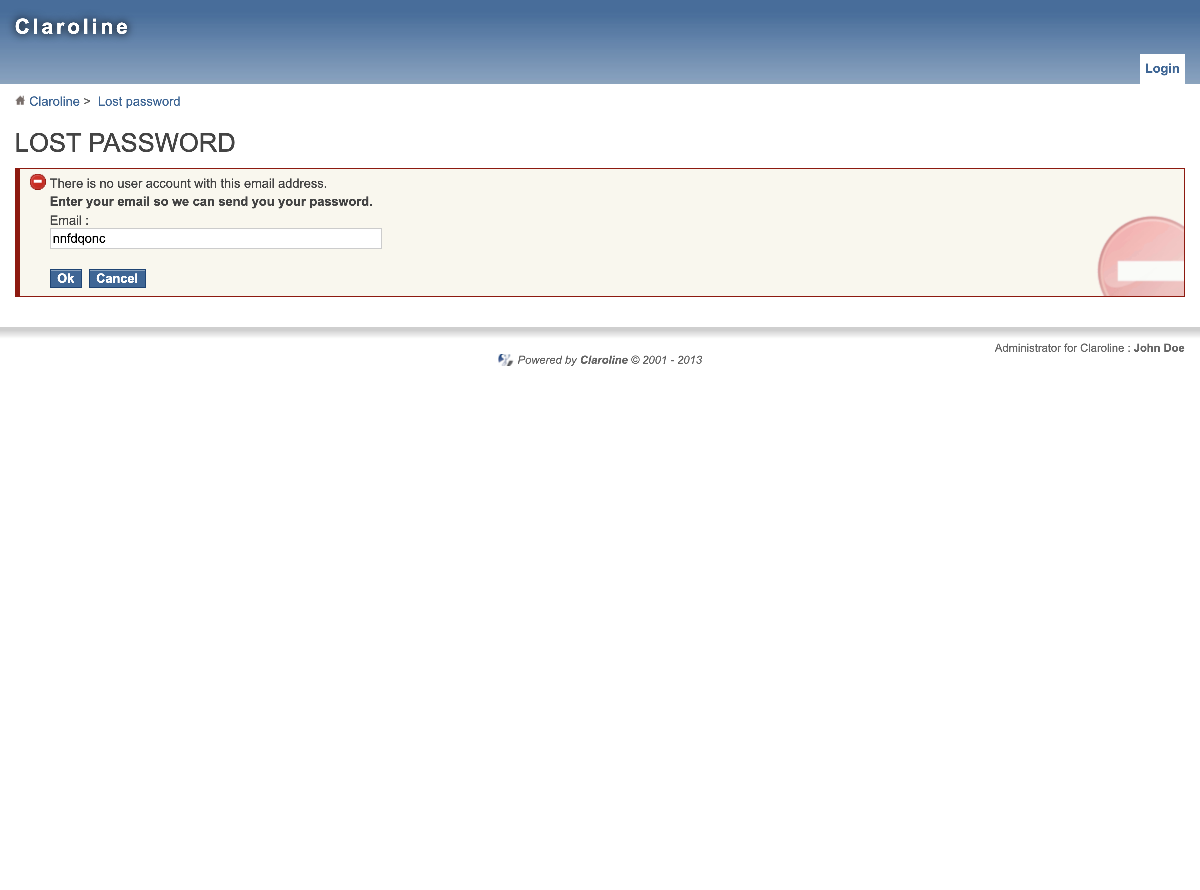 Claroline
Login
Claroline > Lost password
LOST PASSWORD
There is no user account with this email address.
Enter your email so we can send you your password.
Email :
nnfdqonc
Ok Cancel
Administrator for Claroline : John Doe
Powered by Claroline © 2001 - 2013